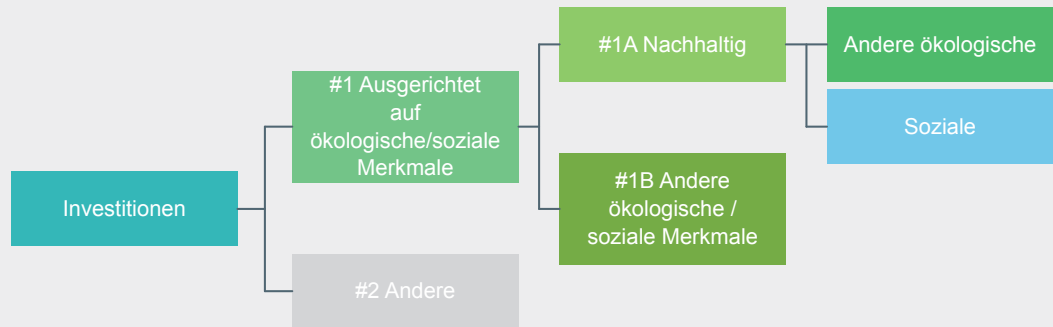 Investitionen
#1 Ausgerichtet
auf
ökologische/soziale
Merkmale
#2 Andere
#1A Nachhaltig
#1B Andere
ökologische /
soziale Merkmale
Andere ökologische
Soziale